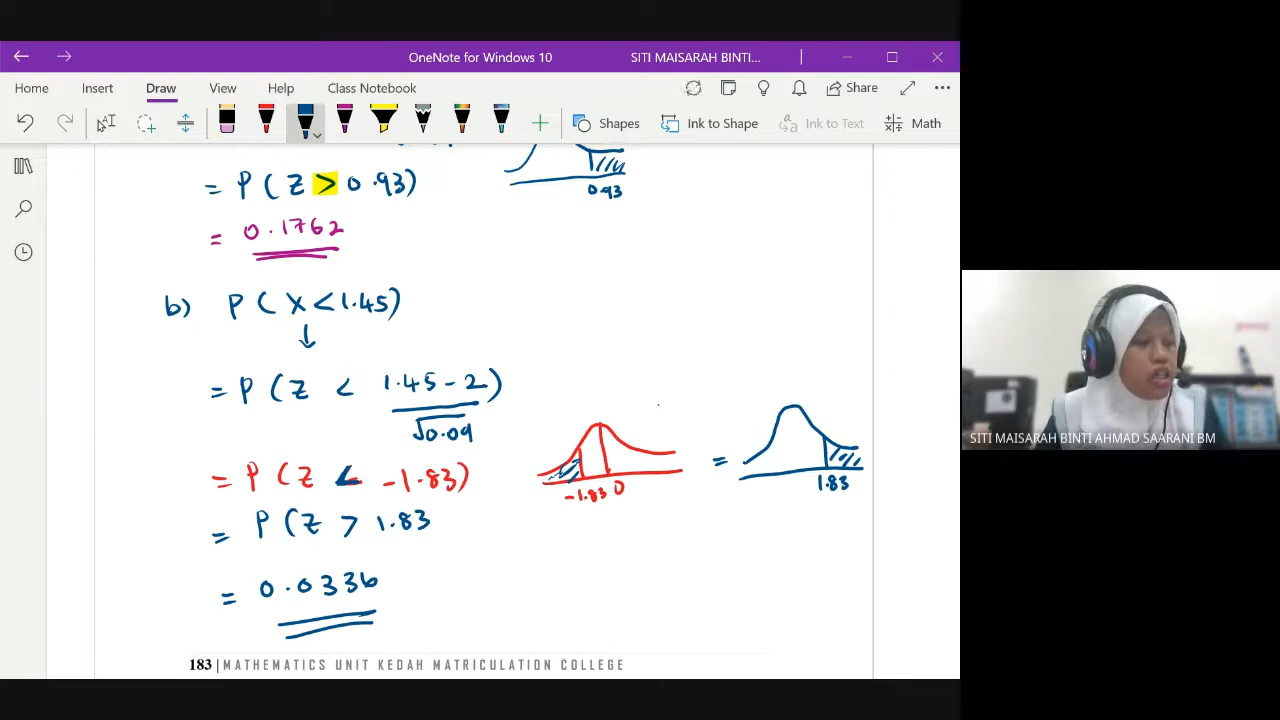 OneNote for Windows 10
SITI MAISARAH BINTI...
Home Insert Draw View Help Class Notebook
Share
Shapes
Ink to Shape
Ink to Text
Math
= P ( Z > 0.93)
0.93
= 0.1762
b) P ( X < 1.45)
↓
= P ( Z < 1.45 - 2 )
√0.09
= P ( Z < -1.83)
-1.83 0
= 1.83
= P ( Z > 1.83
= 0.0336
183 | MATHEMATICS UNIT KEDAH MATRICULATION COLLEGE
SITI MAISARAH BINTI AHMAD SAARANI BM